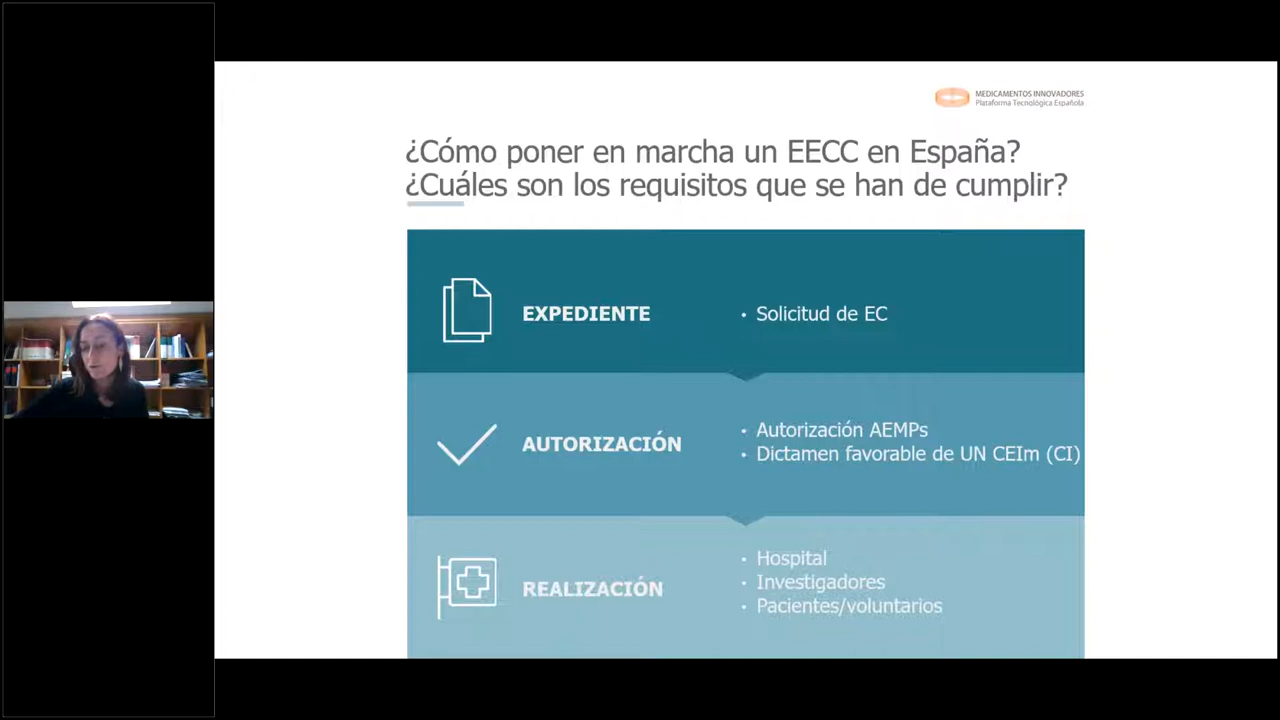 MEDICAMENTOS INNOVADORES
Plataforma Tecnológica Española
¿Cómo poner en marcha un EECC en España?
¿Cuáles son los requisitos que se han de cumplir?
EXPEDIENTE
• Solicitud de EC
AUTORIZACIÓN
• Autorización AEMPs
• Dictamen favorable de UN CEIm (CI)
REALIZACIÓN
• Hospital
• Investigadores
• Pacientes/voluntarios